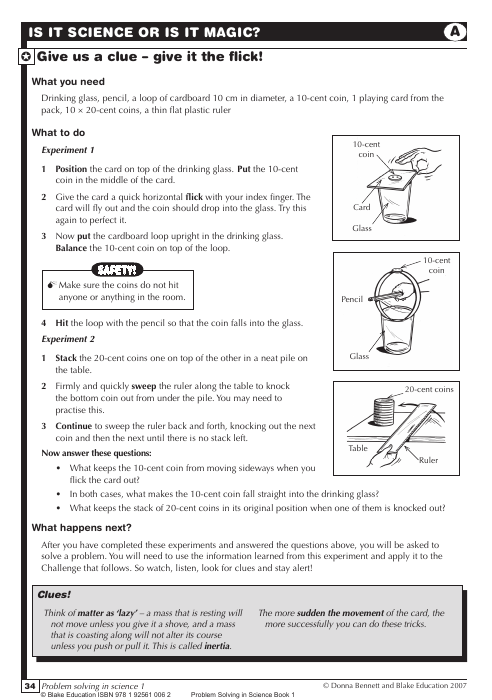 IS IT SCIENCE OR IS IT MAGIC?
A
Give us a clue – give it the flick!
What you need
Drinking glass, pencil, a loop of cardboard 10 cm in diameter, a 10-cent coin, 1 playing card from the
pack, 10 × 20-cent coins, a thin flat plastic ruler
What to do
Experiment 1
1 Position the card on top of the drinking glass. Put the 10-cent
coin in the middle of the card.
2 Give the card a quick horizontal flick with your index finger. The
card will fly out and the coin should drop into the glass. Try this
again to perfect it.
3 Now put the cardboard loop upright in the drinking glass.
Balance the 10-cent coin on top of the loop.
SAFETY!
Make sure the coins do not hit
anyone or anything in the room.
4 Hit the loop with the pencil so that the coin falls into the glass.
Experiment 2
1 Stack the 20-cent coins one on top of the other in a neat pile on
the table.
2 Firmly and quickly sweep the ruler along the table to knock
the bottom coin out from under the pile. You may need to
practise this.
3 Continue to sweep the ruler back and forth, knocking out the next
coin and then the next until there is no stack left.
10-cent
coin
Card
Glass
10-cent
coin
Pencil
Glass
20-cent coins
Table
Ruler
Now answer these questions:
• What keeps the 10-cent coin from moving sideways when you
flick the card out?
• In both cases, what makes the 10-cent coin fall straight into the drinking glass?
• What keeps the stack of 20-cent coins in its original position when one of them is knocked out?
What happens next?
After you have completed these experiments and answered the questions above, you will be asked to
solve a problem. You will need to use the information learned from this experiment and apply it to the
Challenge that follows. So watch, listen, look for clues and stay alert!
Clues!
Think of matter as 'lazy' – a mass that is resting will
not move unless you give it a shove, and a mass
that is coasting along will not alter its course
unless you push or pull it. This is called inertia.
The more sudden the movement of the card, the
more successfully you can do these tricks.
34 Problem solving in science 1
© Donna Bennett and Blake Education 2007
© Blake Education ISBN 978 1 92561 006 2 Problem Solving in Science Book 1